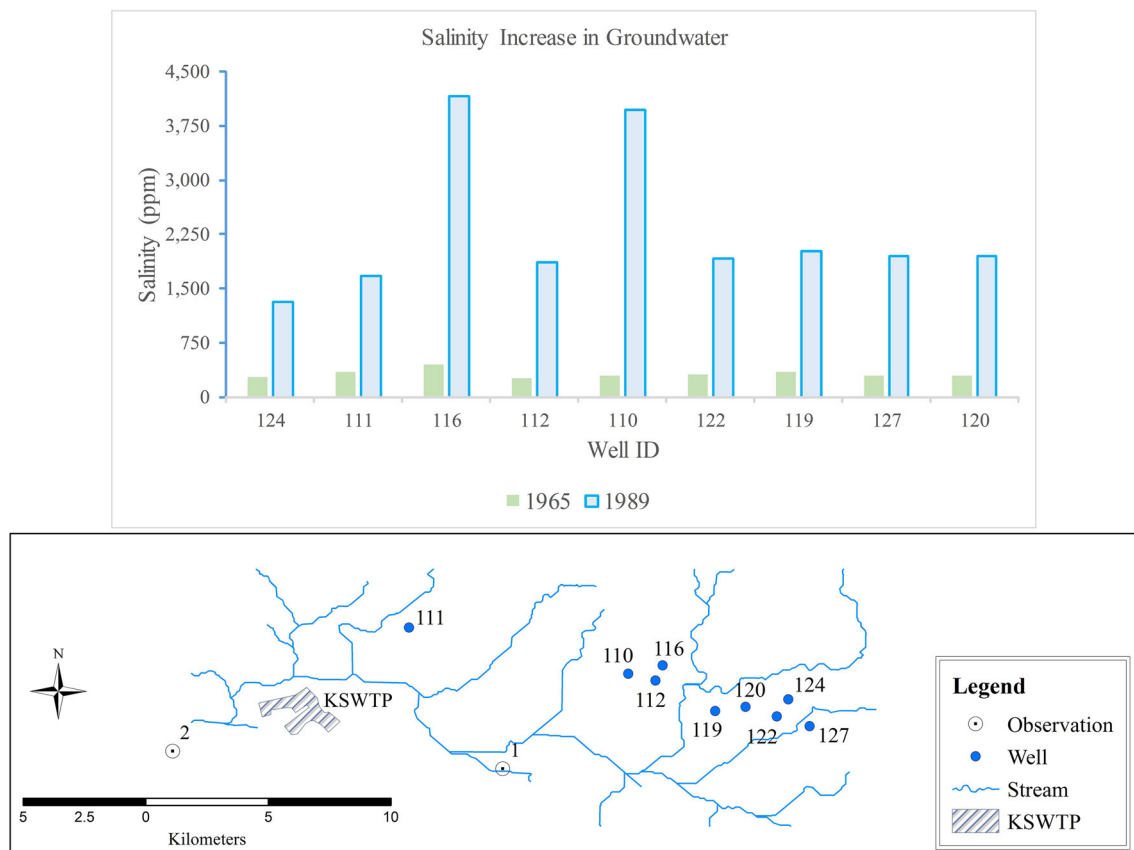 Salinity Increase in Groundwater
4,500
3,750
3,000
2,250
1,500
750
0
Salinity (ppm)
124 111 116 112 110 122 119 127 120
Well ID
1965 1989
N
111
110 116
112
KSWTP
120 124
119 122 127
2
1
5 2.5 0 5 10
Kilometers
Legend
Observation
Well
Stream
KSWTP